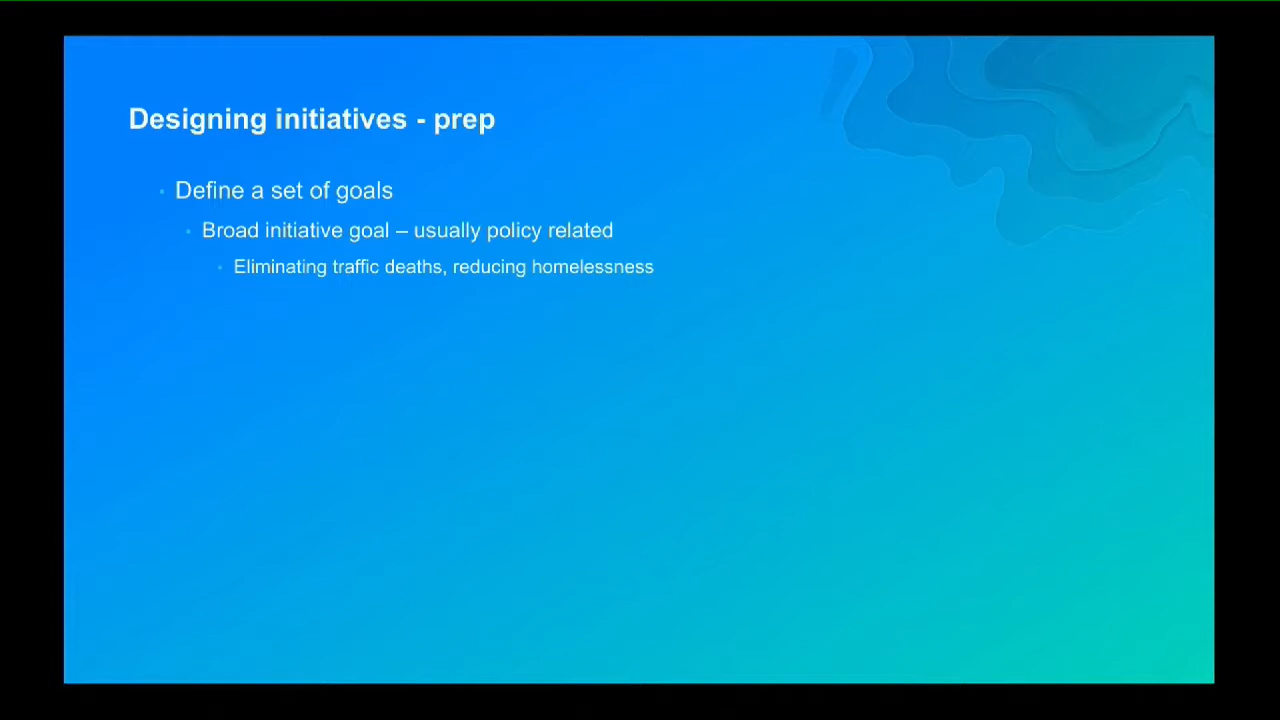 Designing initiatives - prep
Define a set of goals
Broad initiative goal – usually policy related
Eliminating traffic deaths, reducing homelessness